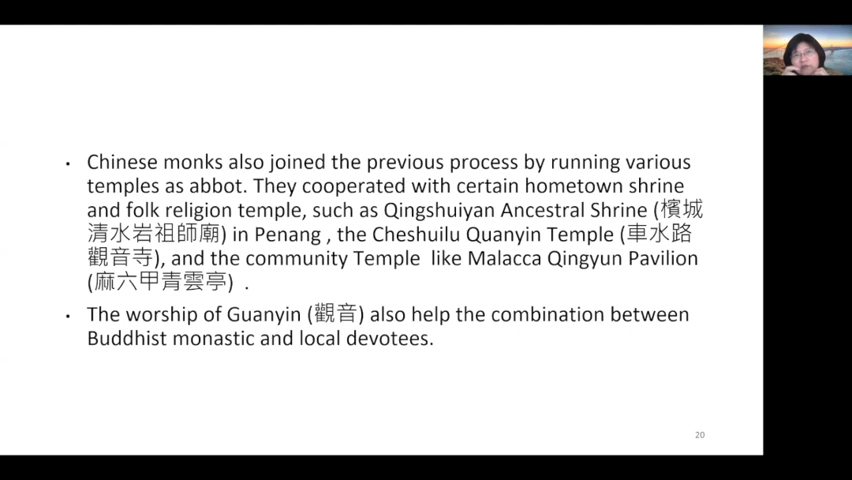 • Chinese monks also joined the previous process by running various
temples as abbot. They cooperated with certain hometown shrine
and folk religion temple, such as Qingshuiyan Ancestral Shrine (檳城
清水岩祖師廟) in Penang , the Cheshuilu Quanyin Temple (車水路
觀音寺), and the community Temple like Malacca Qingyun Pavilion
(麻六甲青雲亭) .
• The worship of Guanyin (觀音) also help the combination between
Buddhist monastic and local devotees.
20